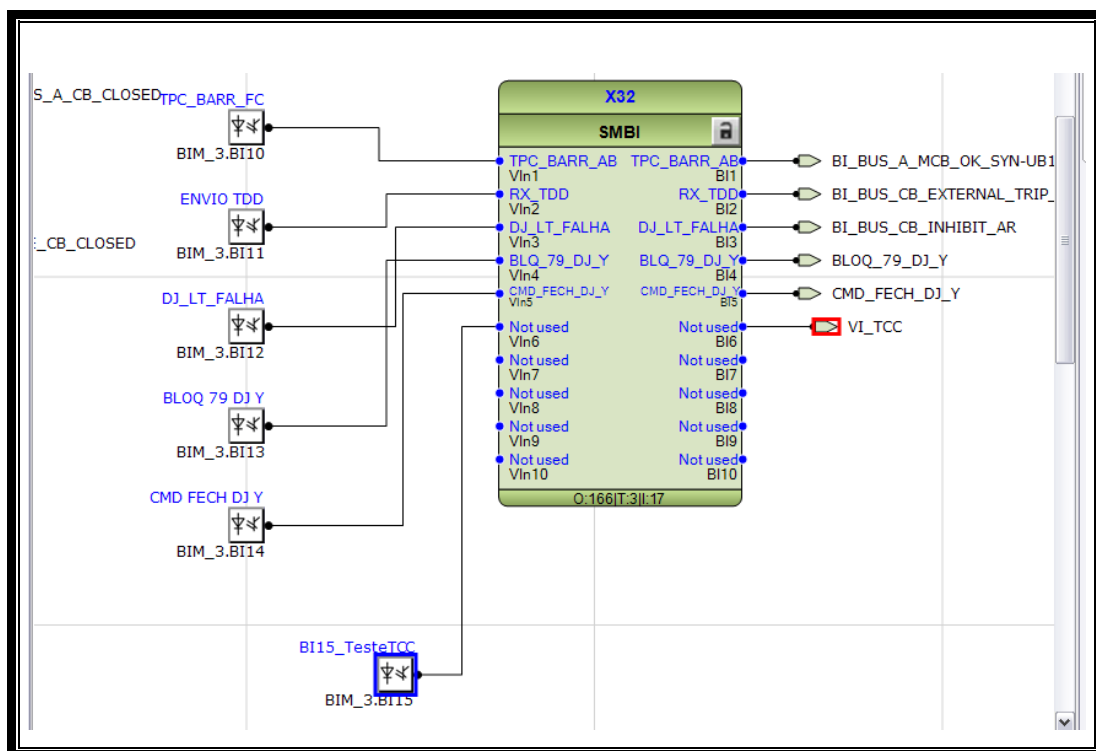 S_A_CB_CLOSED
TPC_BARR_FC
BIM_3.BI10
ENVIO TDD
BIM_3.BI11
E_CB_CLOSED
DJ_LT_FALHA
BIM_3.BI12
BLOQ 79 DJ Y
BIM_3.BI13
CMD FECH DJ Y
BIM_3.BI14
BI15_TesteTCC
BIM_3.BI15
X32
SMBI
TPC_BARR_AB TPC_BARR_AB
VIn1 BI1
RX_TDD RX_TDD
VIn2 BI2
DJ_LT_FALHA DJ_LT_FALHA
VIn3 BI3
BLQ_79_DJ_Y BLQ_79_DJ_Y
VIn4 BI4
CMD_FECH_DJ_Y CMD_FECH_DJ_Y
VIn5 BI5
Not used Not used
VIn6 BI6
Not used Not used
VIn7 BI7
Not used Not used
VIn8 BI8
Not used Not used
VIn9 BI9
Not used Not used
VIn10 BI10
O:166|T:3|I:17
BI_BUS_A_MCB_OK_SYN-UB1
BI_BUS_CB_EXTERNAL_TRIP_
BI_BUS_CB_INHIBIT_AR
BLOQ_79_DJ_Y
CMD_FECH_DJ_Y
VI_TCC